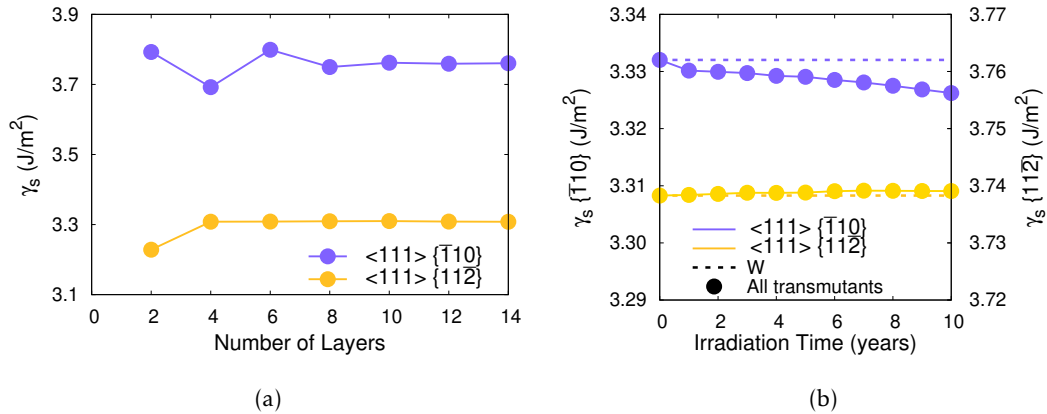 3.9
3.7
3.5
3.3
3.1
γs (J/m²)
<111> {1̅10}
<111> {112̅}
0 2 4 6 8 10 12 14
Number of Layers
(a)
3.34
3.33
3.32
3.31
3.30
3.29
γs {1̅10} (J/m²)
3.77
3.76
3.75
3.74
3.73
3.72
γs {112̅} (J/m²)
<111> {1̅10}
<111> {112̅}
W
All transmutants
0 2 4 6 8 10
Irradiation Time (years)
(b)